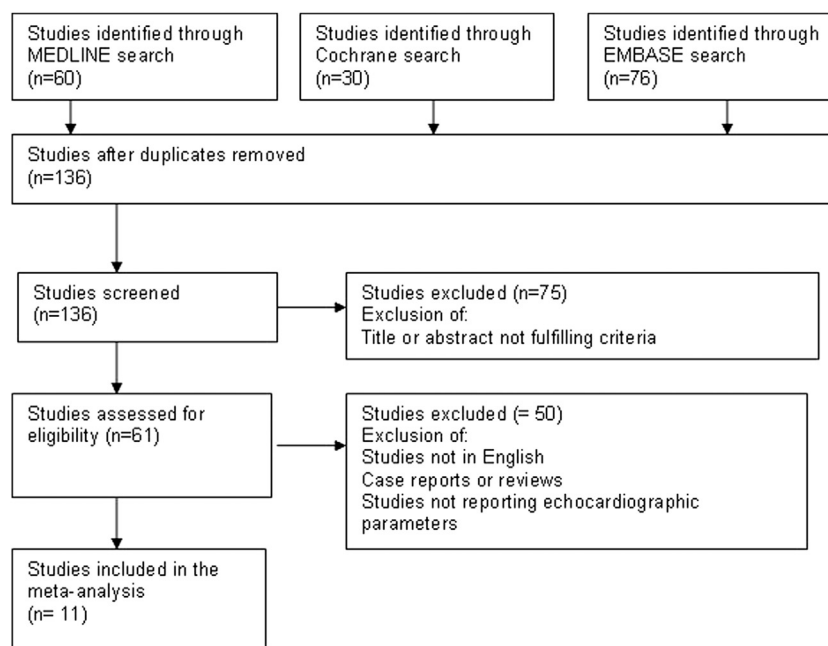 Studies identified through
MEDLINE search
(n=60)
Studies identified through
Cochrane search
(n=30)
Studies identified through
EMBASE search
(n=76)
Studies after duplicates removed
(n=136)
Studies screened
(n=136)
Studies excluded (n=75)
Exclusion of:
Title or abstract not fulfilling criteria
Studies assessed for
eligibility (n=61)
Studies excluded (= 50)
Exclusion of:
Studies not in English
Case reports or reviews
Studies not reporting echocardiographic
parameters
Studies included in the
meta-analysis
(n= 11)